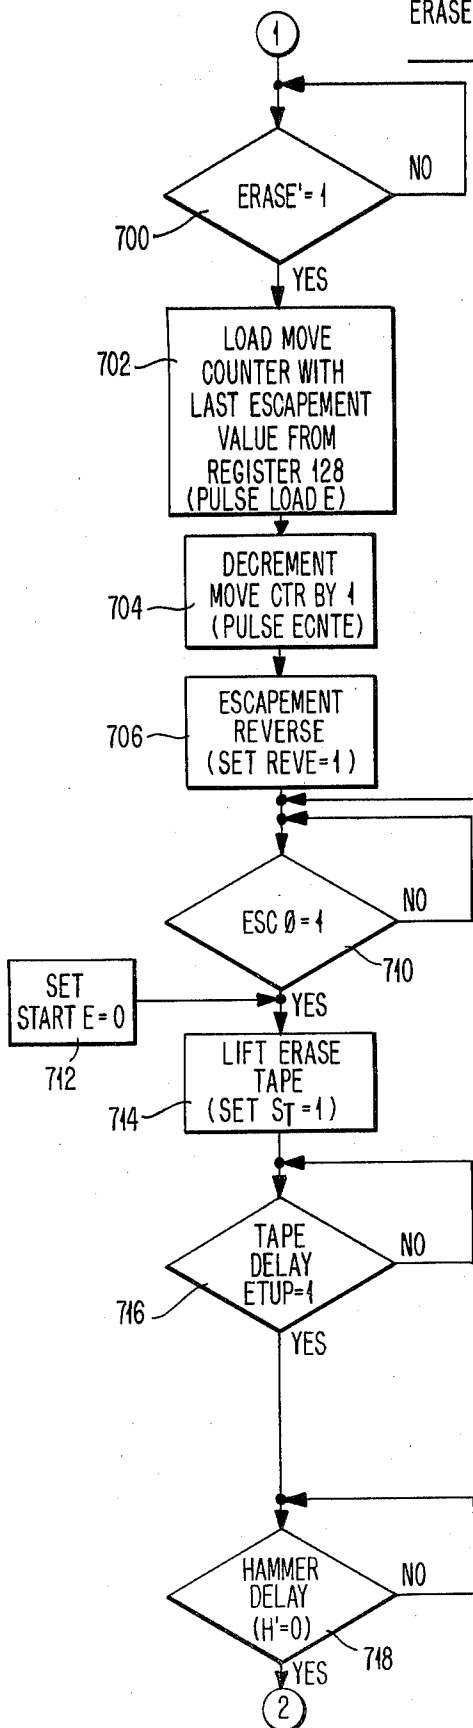 ERASE
1
ERASE'=1
NO
700
YES
702
LOAD MOVE
COUNTER WITH
LAST ESCAPEMENT
VALUE FROM
REGISTER 128
(PULSE LOAD E)
DECREMENT
MOVE CTR BY 1
(PULSE ECNTE)
704
ESCAPEMENT
REVERSE
(SET REVE=1)
706
ESC Ø=1
NO
710
YES
SET
START E=0
712
LIFT ERASE
TAPE
(SET ST=1)
714
TAPE
DELAY
ETUP=1
NO
716
YES
HAMMER
DELAY
(H'=0)
NO
718
YES
2